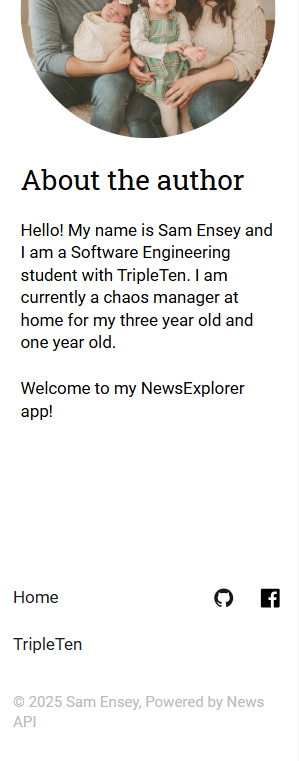 About the author
Hello! My name is Sam Ensey and
I am a Software Engineering
student with TripleTen. I am
currently a chaos manager at
home for my three year old and
one year old.
Welcome to my NewsExplorer
app!
Home
TripleTen
© 2025 Sam Ensey, Powered by News
API